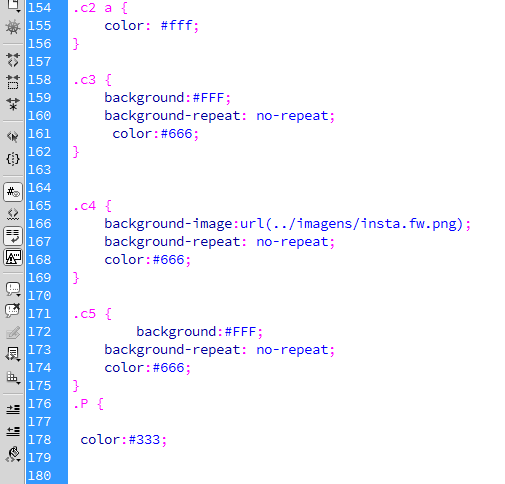 154 .c2 a {
155 color: #fff;
156 }
157
158 .c3 {
159 background:#FFF;
160 background-repeat: no-repeat;
161 color:#666;
162 }
163
164
165 .c4 {
166 background-image:url(../imagens/insta.fw.png);
167 background-repeat: no-repeat;
168 color:#666;
169 }
170
171 .c5 {
172 background:#FFF;
173 background-repeat: no-repeat;
174 color:#666;
175 }
176 .P {
177
178 color:#333;
179
180